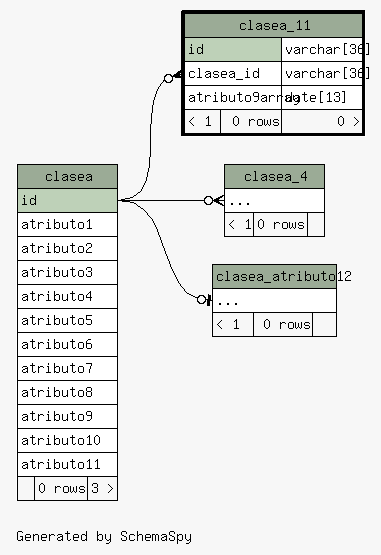 clasea_11
id varchar[36]
clasea_id varchar[36]
atributo9array date[13]
< 1 0 rows 0 >
clasea
id
atributo1
atributo2
atributo3
atributo4
atributo5
atributo6
atributo7
atributo8
atributo9
atributo10
atributo11
0 rows 3 >
clasea_4
...
< 1 0 rows
clasea_atributo12
...
< 1 0 rows
Generated by SchemaSpy